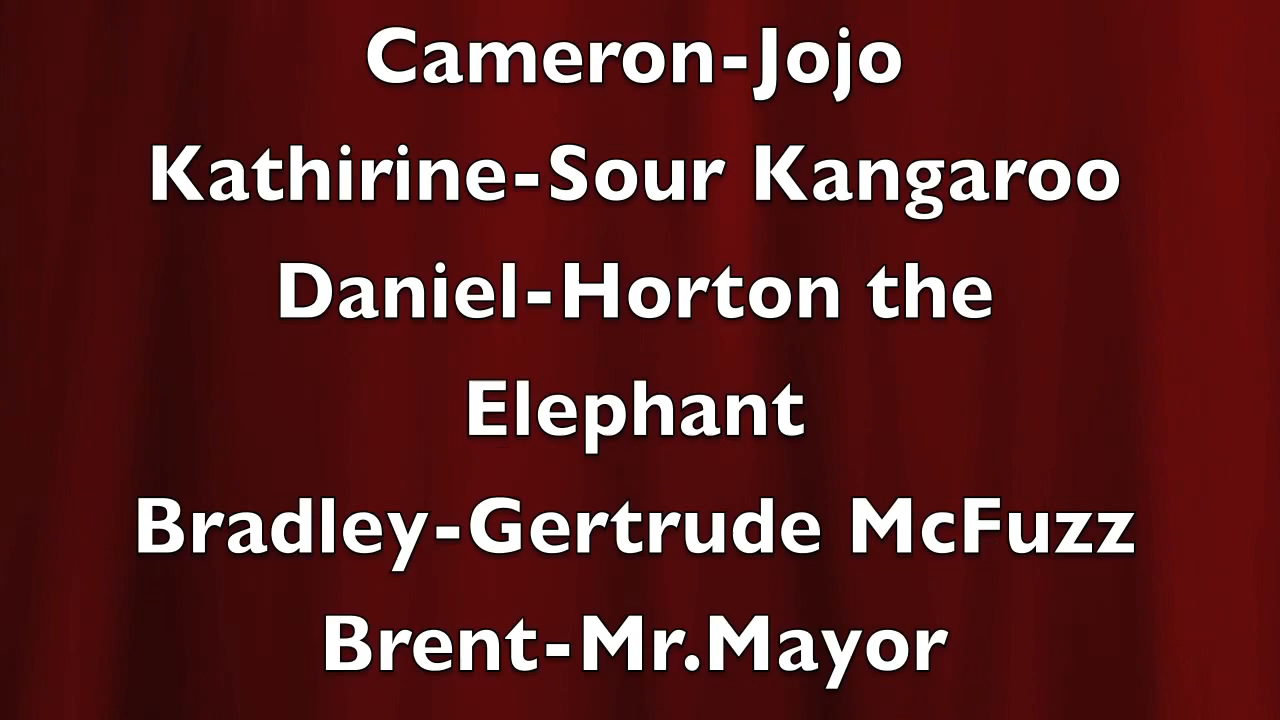 Cameron-Jojo
Kathirine-Sour Kangaroo
Daniel-Horton the
Elephant
Bradley-Gertrude McFuzz
Brent-Mr.Mayor